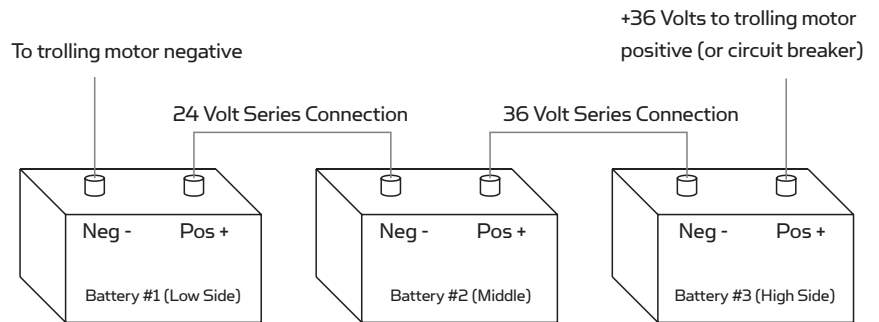 +36 Volts to trolling motor
positive (or circuit breaker)
To trolling motor negative
24 Volt Series Connection
36 Volt Series Connection
Neg -
Pos +
Neg -
Pos +
Neg -
Pos +
Battery #1 (Low Side)
Battery #2 (Middle)
Battery #3 (High Side)